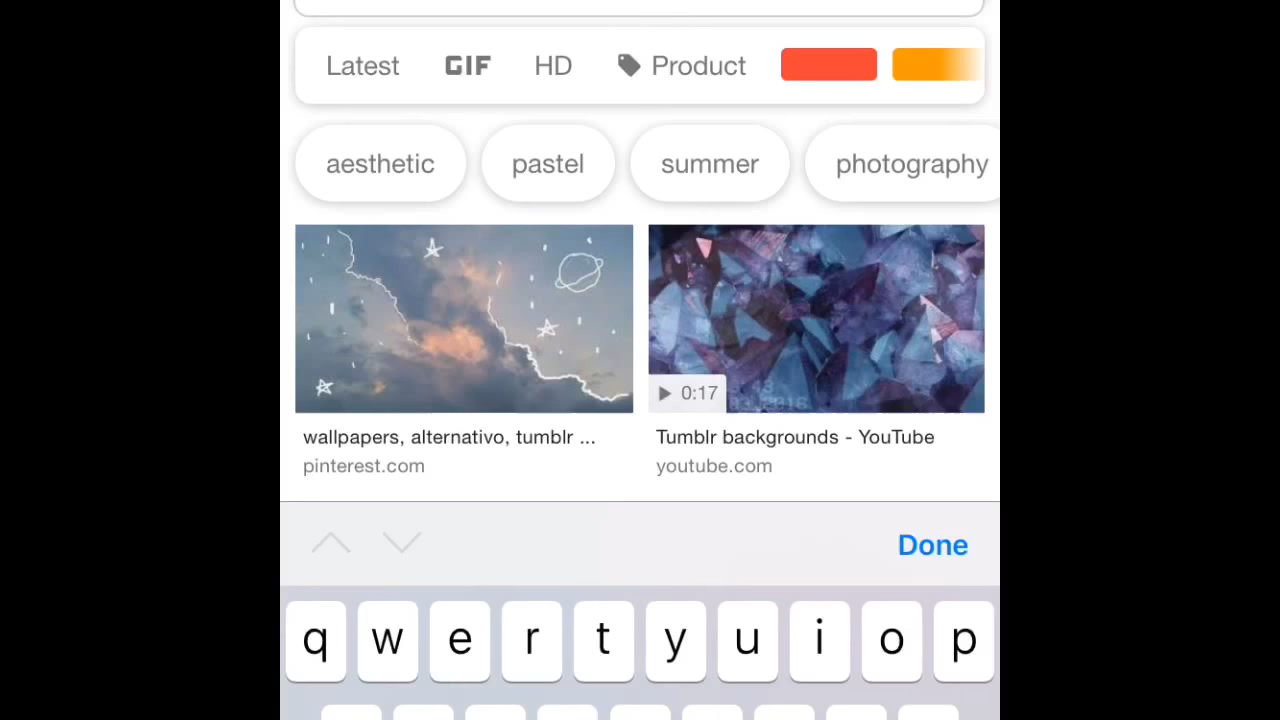 Latest GIF HD Product
aesthetic pastel summer photography
0:17
wallpapers, alternativo, tumblr ... Tumblr backgrounds - YouTube
pinterest.com youtube.com
Done
q w e r t y u i o p